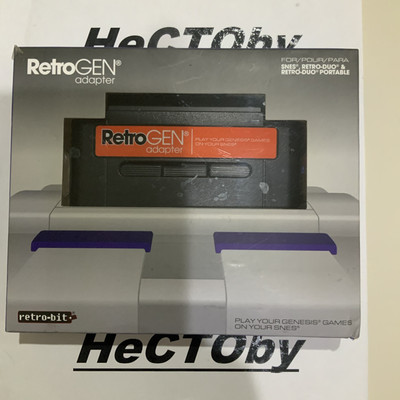 HeCTOby
RetroGEN®
adapter
FOR/POUR/PARA
SNES®, RETRO-DUO® &
RETRO-DUO® PORTABLE
RetroGEN®
adapter
PLAY YOUR GENESIS® GAMES
ON YOUR SNES®
retro-bit
PLAY YOUR GENESIS® GAMES
ON YOUR SNES®
HeCTOby